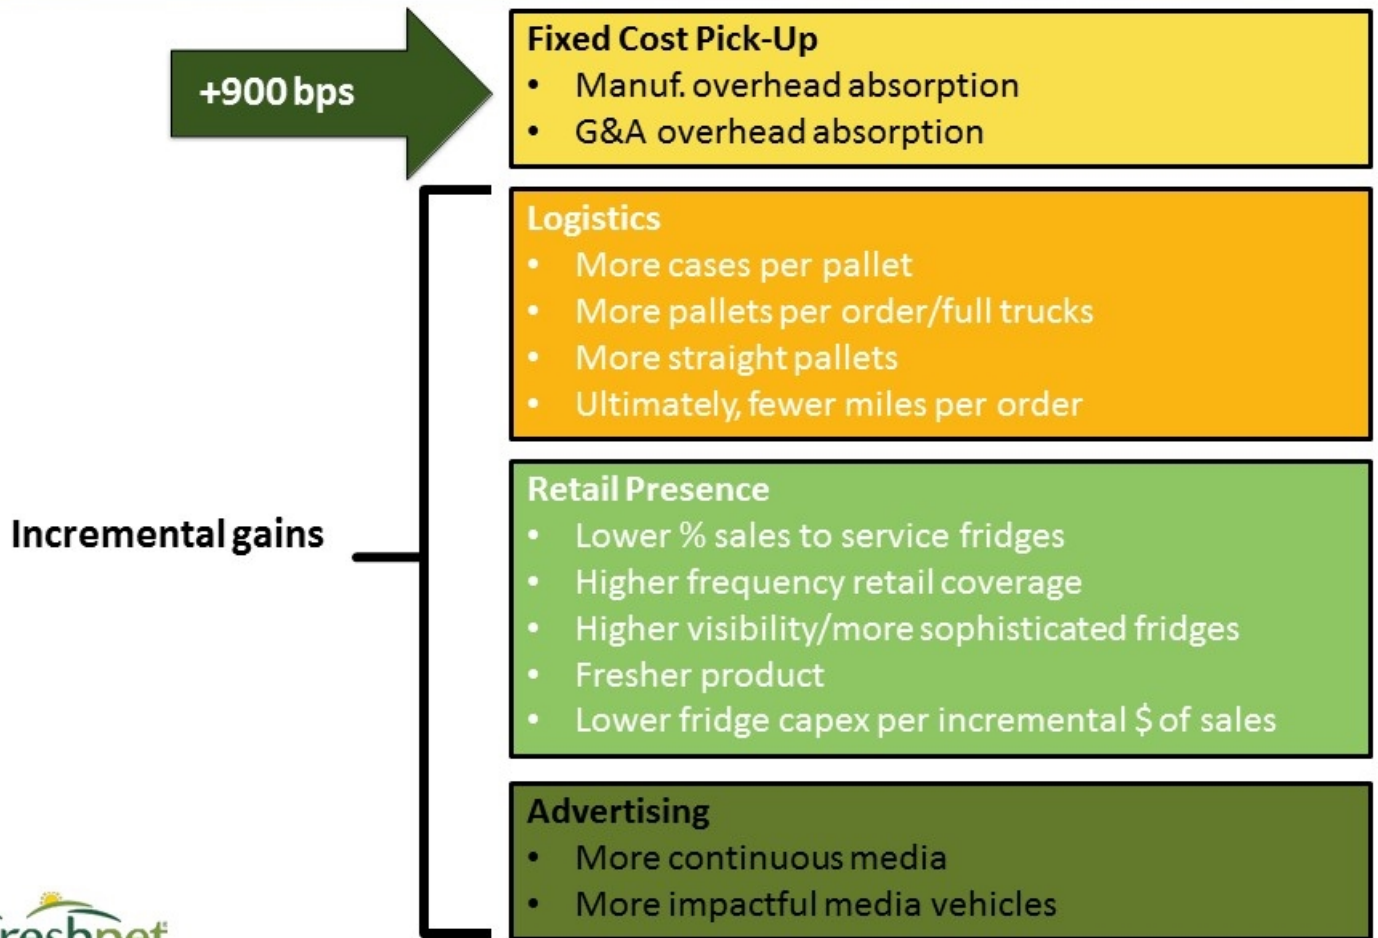 +900 bps
Fixed Cost Pick-Up
• Manuf. overhead absorption
• G&A overhead absorption
Logistics
• More cases per pallet
• More pallets per order/full trucks
• More straight pallets
• Ultimately, fewer miles per order
Incremental gains
Retail Presence
• Lower % sales to service fridges
• Higher frequency retail coverage
• Higher visibility/more sophisticated fridges
• Fresher product
• Lower fridge capex per incremental $ of sales
Advertising
• More continuous media
• More impactful media vehicles